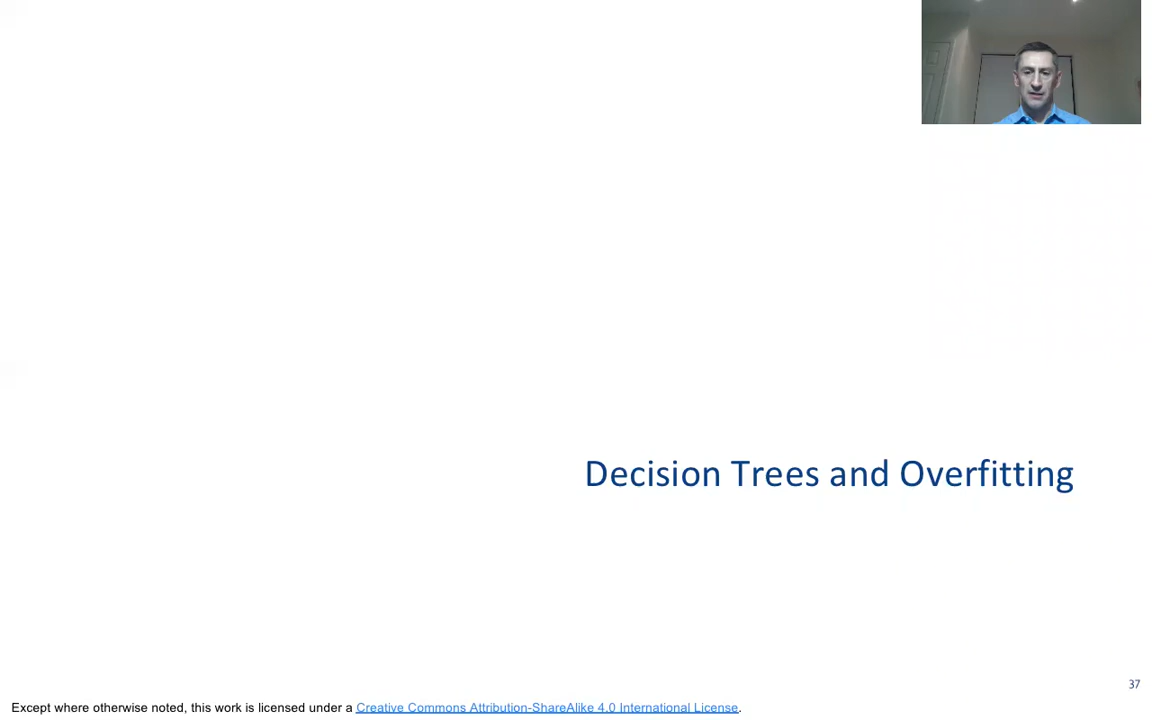 Decision Trees and Overfitting
37
Except where otherwise noted, this work is licensed under a Creative Commons Attribution-ShareAlike 4.0 International License.